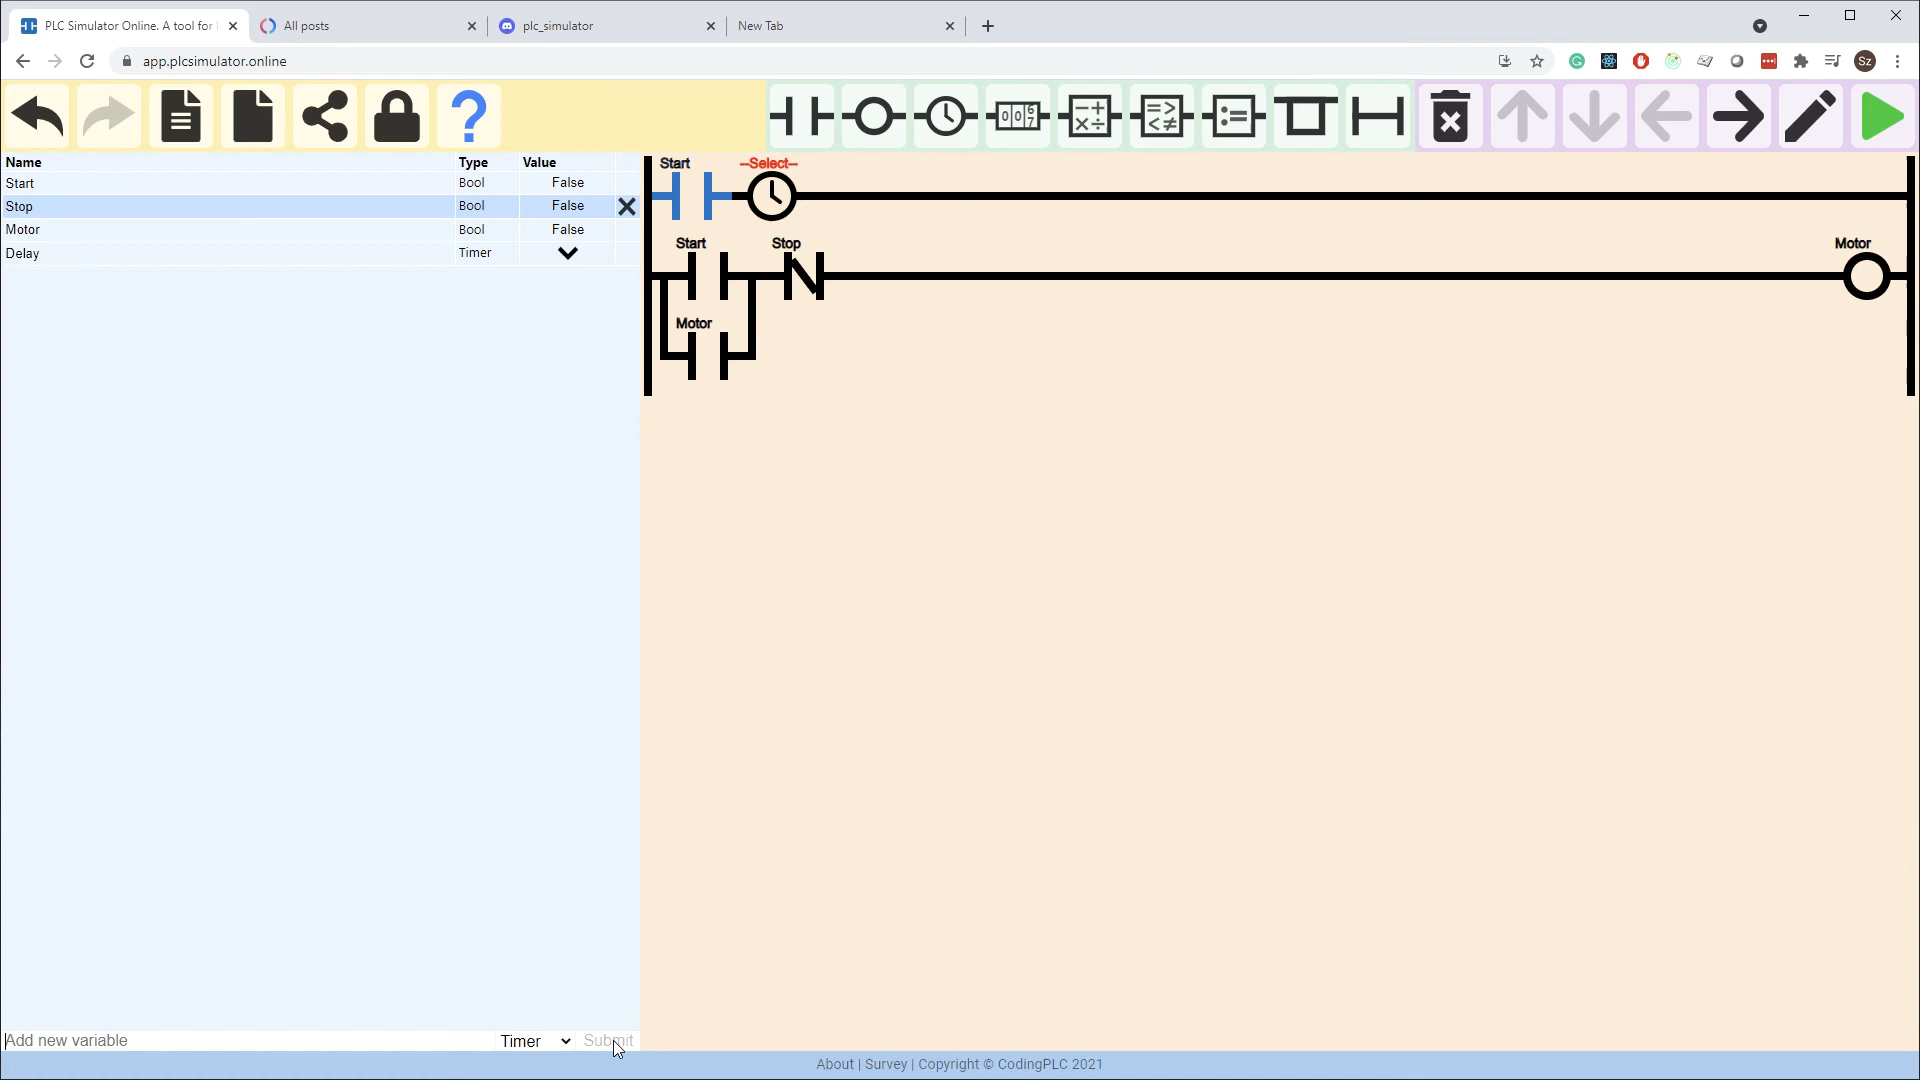 PLC Simulator Online. A tool for
All posts
plc_simulator
New Tab
app.plcsimulator.online
Sz
Name Type Value
Start Bool False
Stop Bool False
Motor Bool False
Delay Timer
Start --Select--
Start Stop Motor
Motor
Add new variable Timer Submit
About | Survey | Copyright © CodingPLC 2021